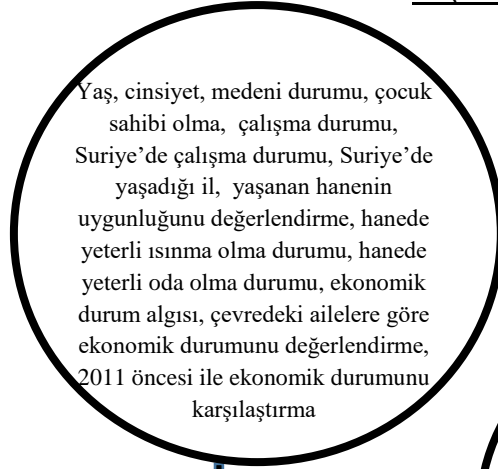 Yaş, cinsiyet, medeni durumu, çocuk
sahibi olma, çalışma durumu,
Suriye’de çalışma durumu, Suriye’de
yaşadığı il, yaşanan hanenin
uygunluğunu değerlendirme, hanede
yeterli ısınma olma durumu, hanede
yeterli oda olma durumu, ekonomik
durum algısı, çevredeki ailelere göre
ekonomik durumunu değerlendirme,
2011 öncesi ile ekonomik durumunu
karşılaştırma